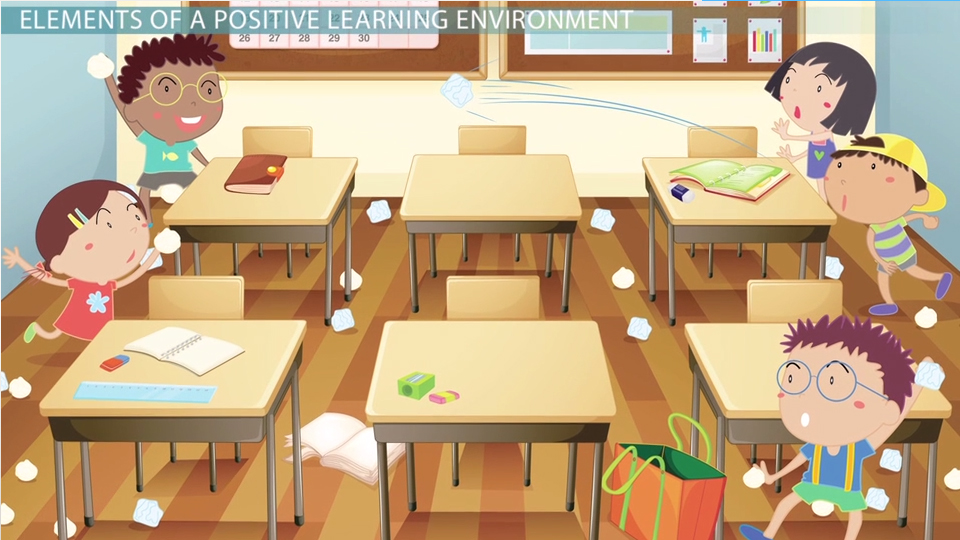 ELEMENTS OF A POSITIVE LEARNING ENVIRONMENT
26 27 28 29 30